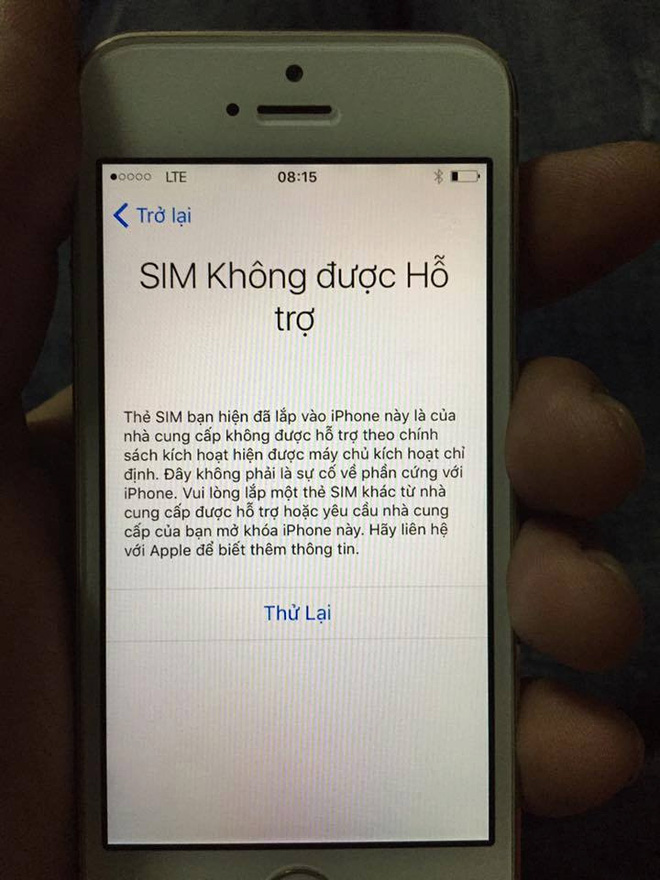 LTE 08:15
Trở lại
SIM Không được Hỗ
trợ
Thẻ SIM bạn hiện đã lắp vào iPhone này là của
nhà cung cấp không được hỗ trợ theo chính
sách kích hoạt hiện được máy chủ kích hoạt chỉ
định. Đây không phải là sự cố về phần cứng với
iPhone. Vui lòng lắp một thẻ SIM khác từ nhà
cung cấp được hỗ trợ hoặc yêu cầu nhà cung
cấp của bạn mở khóa iPhone này. Hãy liên hệ
với Apple để biết thêm thông tin.
Thử Lại